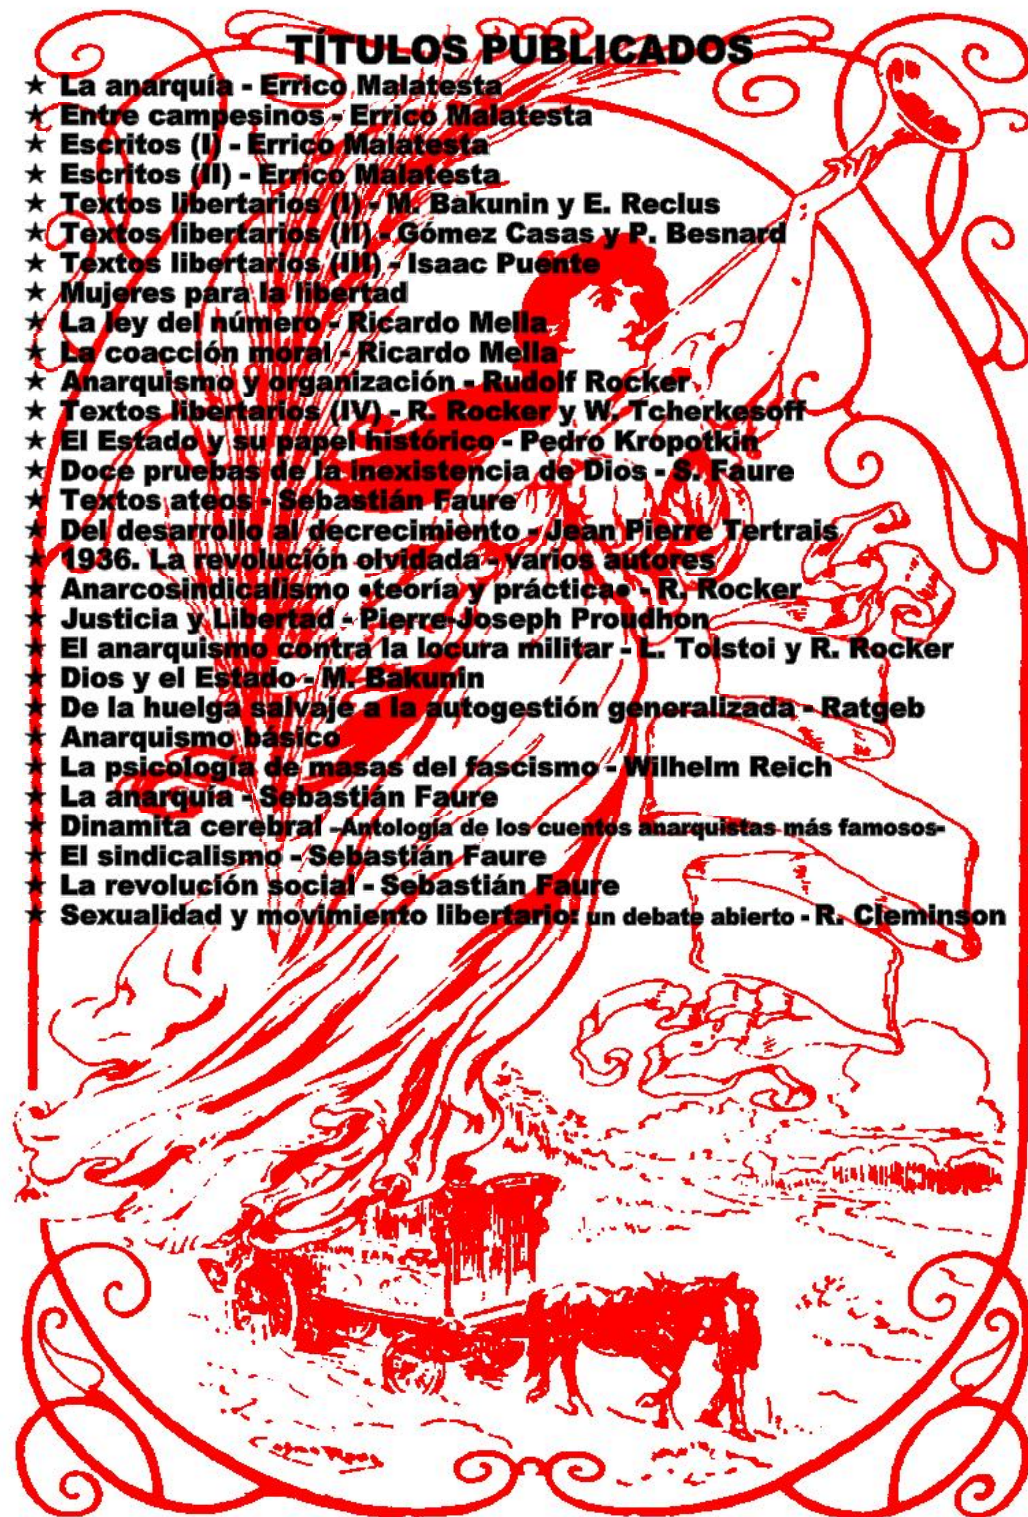 TÍTULOS PUBLICADOS
★ La anarquía - Errico Malatesta
★ Entre campesinos - Errico Malatesta
★ Escritos (I) - Errico Malatesta
★ Escritos (II) - Errico Malatesta
★ Textos libertarios (I) - M. Bakunin y E. Reclus
★ Textos libertarios (II) - Gómez Casas y P. Besnard
★ Textos libertarios (III) - Isaac Puente
★ Mujeres para la libertad
★ La ley del número - Ricardo Mella
★ La coacción moral - Ricardo Mella
★ Anarquismo y organización - Rudolf Rocker
★ Textos libertarios (IV) - R. Rocker y W. Tcherkesoff
★ El Estado y su papel histórico - Pedro Kropotkin
★ Doce pruebas de la inexistencia de Dios - S. Faure
★ Textos ateos - Sebastián Faure
★ Del desarrollo al decrecimiento - Jean Pierre Tertrais
★ 1936. La revolución olvidada - varios autores
★ Anarcosindicalismo •teoría y práctica• - R. Rocker
★ Justicia y Libertad - Pierre-Joseph Proudhon
★ El anarquismo contra la locura militar - L. Tolstoi y R. Rocker
★ Dios y el Estado - M. Bakunin
★ De la huelga salvaje a la autogestión generalizada - Ratgeb
★ Anarquismo básico
★ La psicología de masas del fascismo - Wilhelm Reich
★ La anarquía - Sebastián Faure
★ Dinamita cerebral -Antología de los cuentos anarquistas más famosos-
★ El sindicalismo - Sebastián Faure
★ La revolución social - Sebastián Faure
★ Sexualidad y movimiento libertario: un debate abierto - R. Cleminson